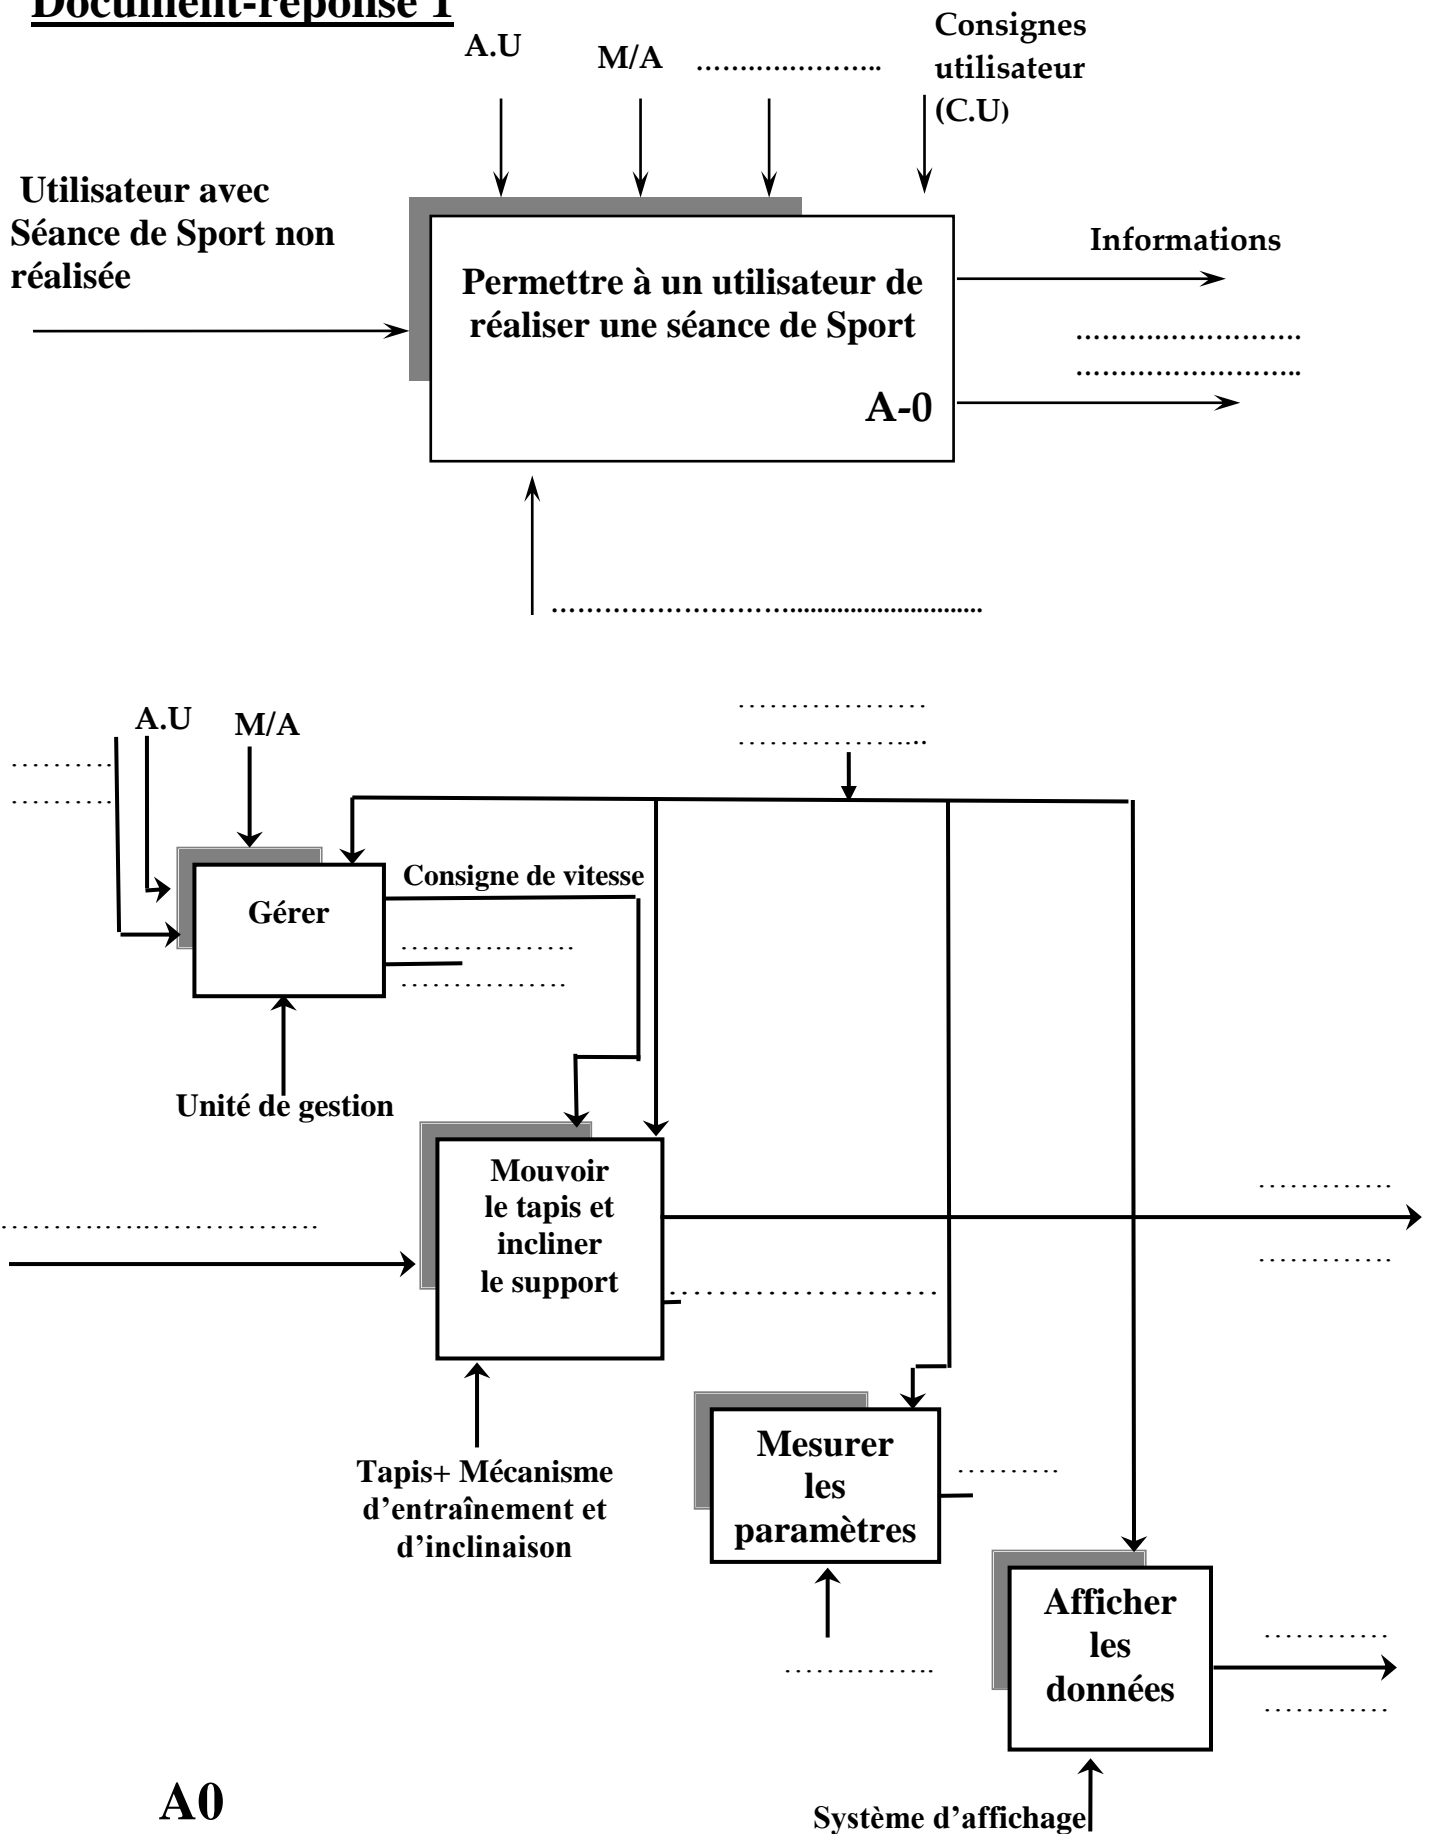 Document-réponse 1
A.U
M/A
………………..
Consignes
utilisateur
(C.U)
Utilisateur avec
Séance de Sport non
réalisée
Informations
Permettre à un utilisateur de
réaliser une séance de Sport
…………………….
……………………..
A-0
………………………............................
A.U
M/A
………………
………………..
………
………
Consigne de vitesse
Gérer
……………
……………
Unité de gestion
Mouvoir
le tapis et
incliner
le support
…………
…………………………
…………
……………………
Tapis+ Mécanisme
d’entraînement et
d’inclinaison
Mesurer
les
paramètres
………
…………..
Afficher
les
données
…………
…………
A0
Système d’affichage